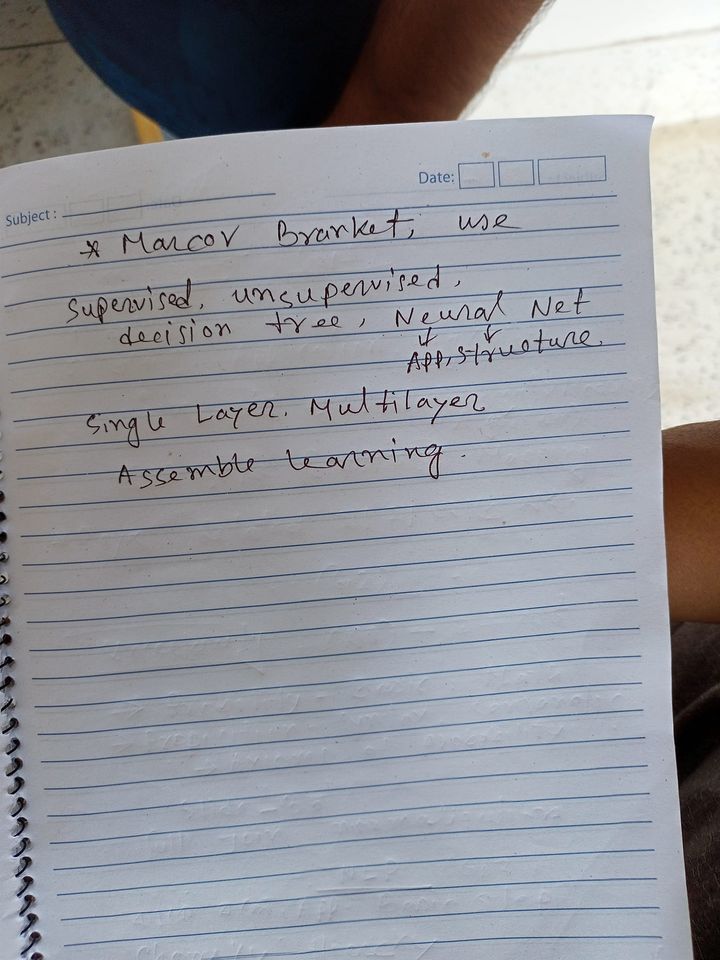 Date:
Subject :
* Marcov Branket, use
Supervised, unsupervised,
decision tree, Neural Net
App, structure.
Single Layer. Multilayer
Assemble learning.